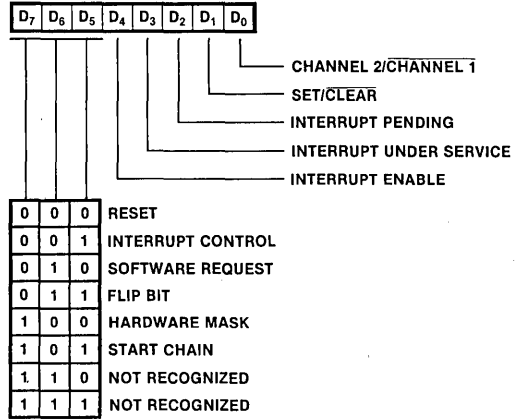 D7 D6 D5 D4 D3 D2 D1 D0
CHANNEL 2/CHANNEL 1
SET/CLEAR
INTERRUPT PENDING
INTERRUPT UNDER SERVICE
INTERRUPT ENABLE
0 0 0 RESET
0 0 1 INTERRUPT CONTROL
0 1 0 SOFTWARE REQUEST
0 1 1 FLIP BIT
1 0 0 HARDWARE MASK
1 0 1 START CHAIN
1 1 0 NOT RECOGNIZED
1 1 1 NOT RECOGNIZED